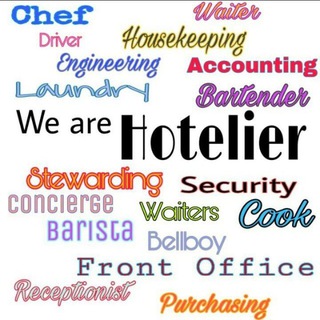 Chef Waiter
Driver Housekeeping
Engineering Accounting
Laundry Bartender
We are Hotelier
Stewarding Security
Concierge Waiters Cook
Barista Bellboy
Front Office
Receptionist Purchasing